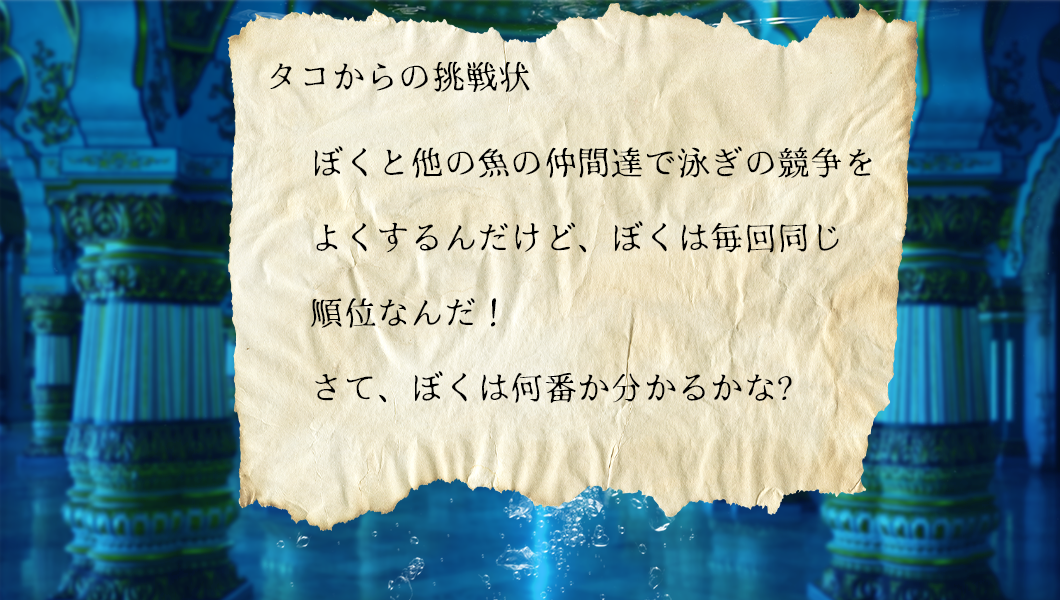 タコからの挑戦状
ぼくと他の魚の仲間達で泳ぎの競争を
よくするんだけど、ぼくは毎回同じ
順位なんだ！
さて、ぼくは何番か分かるかな?